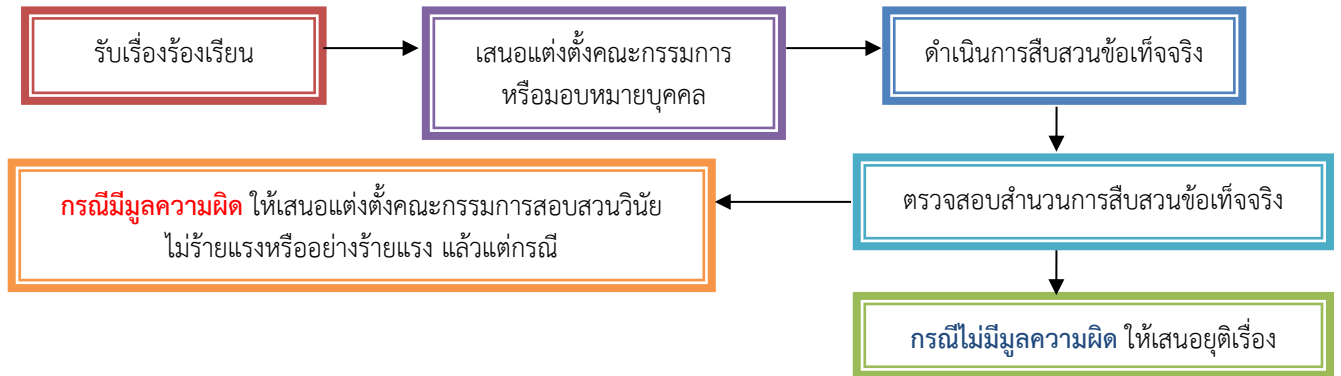 รับเรื่องร้องเรียน
เสนอแต่งตั้งคณะกรรมการ
หรือมอบหมายบุคคล
ดำเนินการสืบสวนข้อเท็จจริง
ตรวจสอบสำนวนการสืบสวนข้อเท็จจริง
กรณีมีมูลความผิด ให้เสนอแต่งตั้งคณะกรรมการสอบสวนวินัย
ไม่ร้ายแรงหรืออย่างร้ายแรง แล้วแต่กรณี
กรณีไม่มีมูลความผิด ให้เสนอยุติเรื่อง